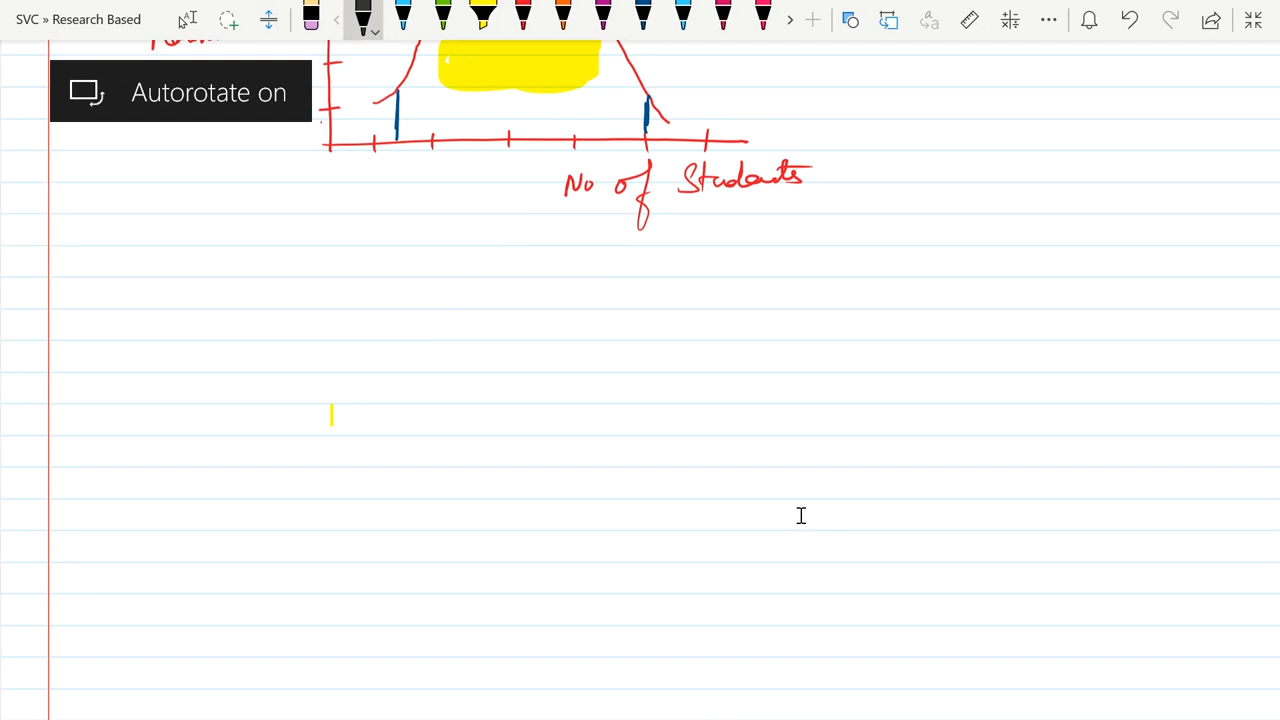 SVC » Research Based
Autorotate on
No of Students